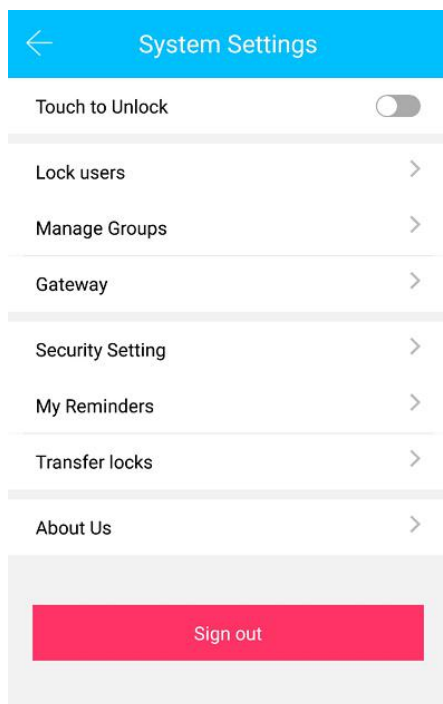 System Settings
Touch to Unlock
Lock users
Manage Groups
Gateway
Security Setting
My Reminders
Transfer locks
About Us
Sign out